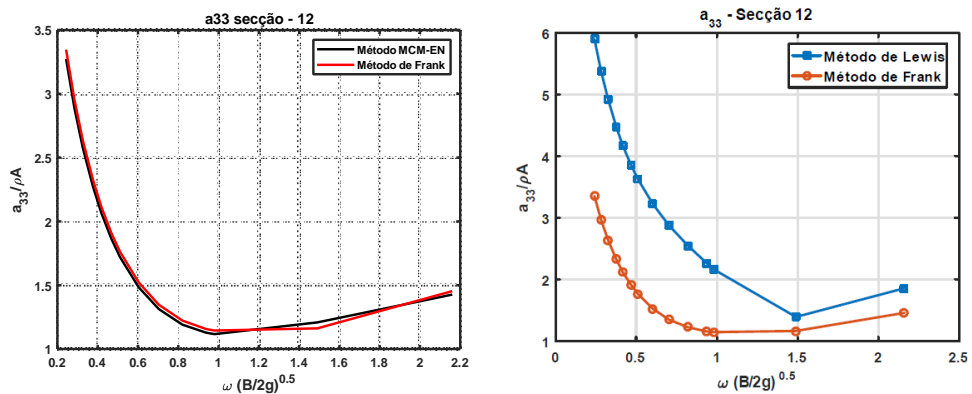 a33 secção - 12
3.5
3
2.5
2
1.5
1
a33/ρA
Método MCM-EN
Método de Frank
0.2 0.4 0.6 0.8 1.0 1.2 1.4 1.6 1.8 2.0 2.2
ω (B/2g)^0.5
a33 - Secção 12
6
5
4
3
2
1
a33/ρA
Método de Lewis
Método de Frank
0 0.5 1 1.5 2 2.5
ω (B/2g)^0.5